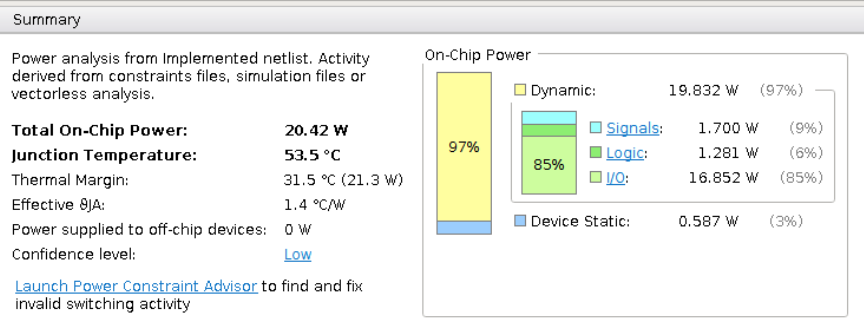 Summary
Power analysis from Implemented netlist. Activity
derived from constraints files, simulation files or
vectorless analysis.
Total On-Chip Power: 20.42 W
Junction Temperature: 53.5 °C
Thermal Margin: 31.5 °C (21.3 W)
Effective ϑJA: 1.4 °C/W
Power supplied to off-chip devices: 0 W
Confidence level: Low
Launch Power Constraint Advisor to find and fix
invalid switching activity
On-Chip Power
97%
Dynamic: 19.832 W (97%)
85%
Signals: 1.700 W (9%)
Logic: 1.281 W (6%)
I/O: 16.852 W (85%)
Device Static: 0.587 W (3%)